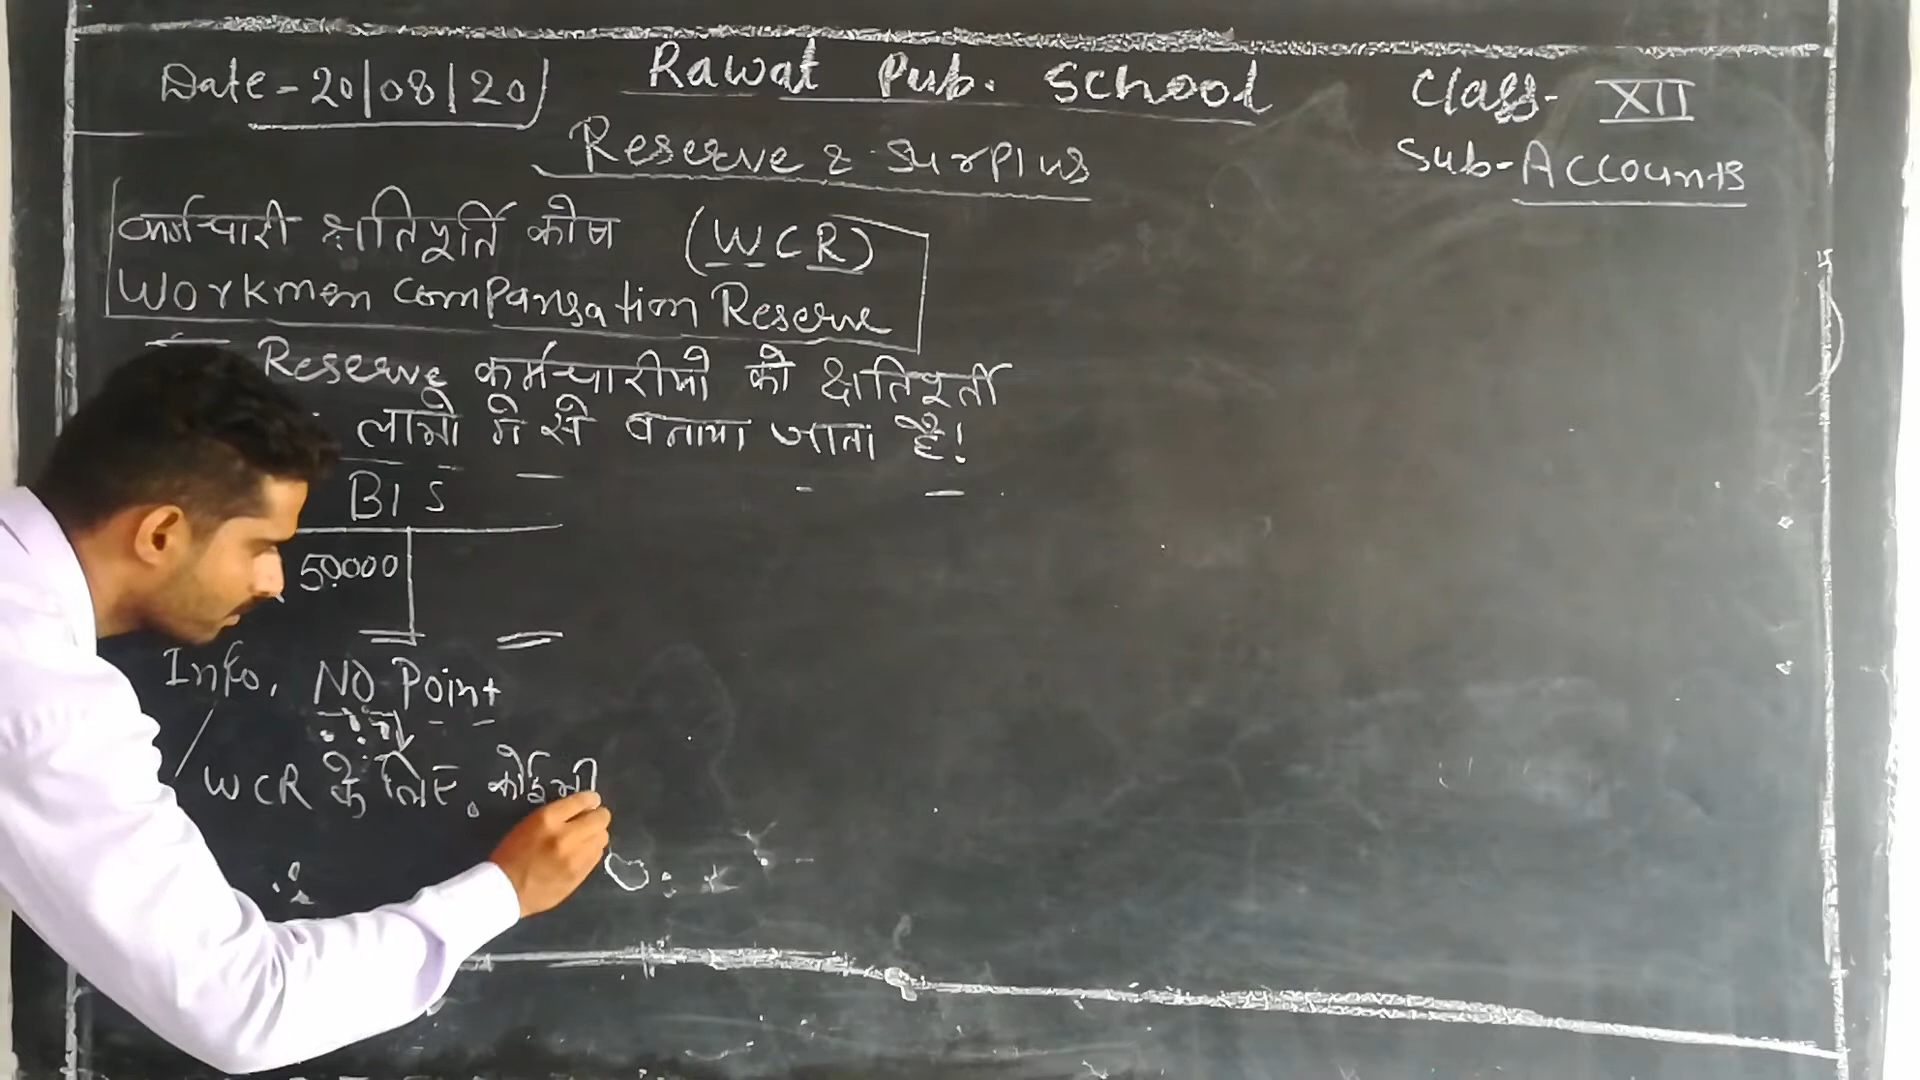 Date - 20/08/20
Rawat Pub. School
Class - XII
Reserve & Surplus
Sub - Accounts
कर्मचारी क्षतिपूर्ति कोष (WCR)
Workmen Compansation Reserve
Reserve कर्मचारीयो को क्षतिपूर्ती
लाभो मे से बनाया जाता है!
B/S
50000
Info. NO Point
WCR के लिए, कोई भी